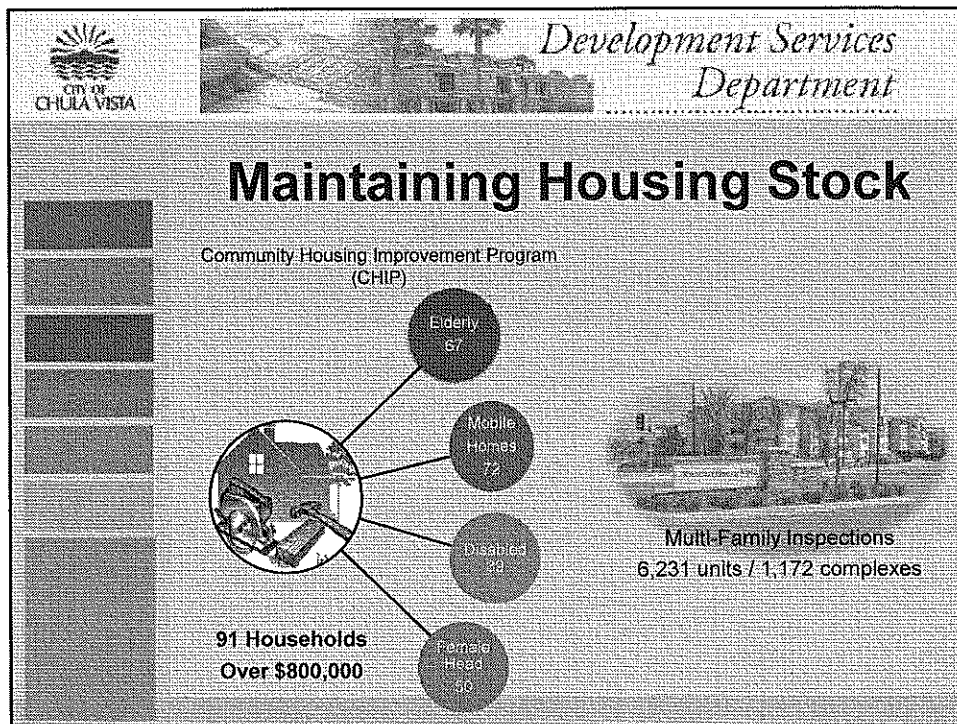 CITY OF
CHULA VISTA
Development Services
Department
Maintaining Housing Stock
Community Housing Improvement Program
(CHIP)
Elderly
67
Mobile
Homes
72
Disabled
Female
Head
50
91 Households
Over $800,000
Multi-Family Inspections
6,231 units / 1,172 complexes